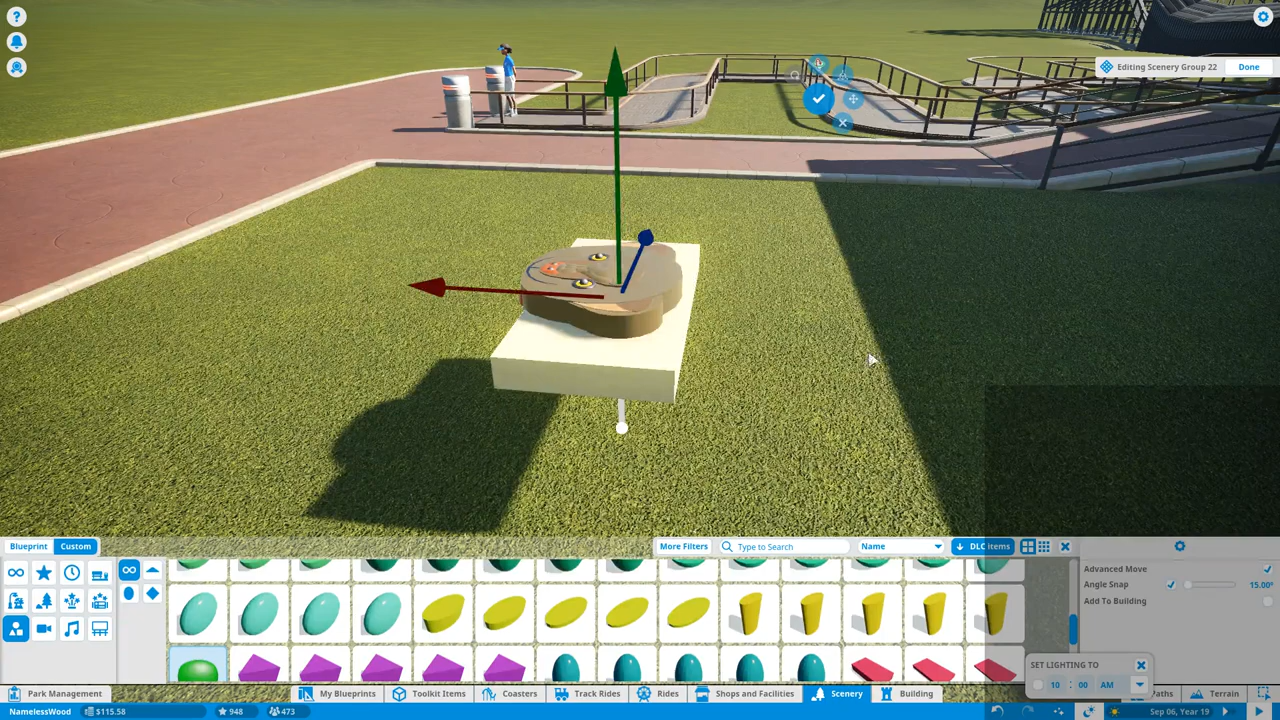 ?
Editing Scenery Group 22
Done
Blueprint
Custom
More Filters
Type to Search
Name
DLC Items
Advanced Move
Angle Snap
15.00°
Add To Building
SET LIGHTING TO
10 : 00 AM
Park Management
My Blueprints
Toolkit Items
Coasters
Track Rides
Rides
Shops and Facilities
Scenery
Building
Paths
Terrain
NamelessWood
$115.58
948
473
Sep 06, Year 19